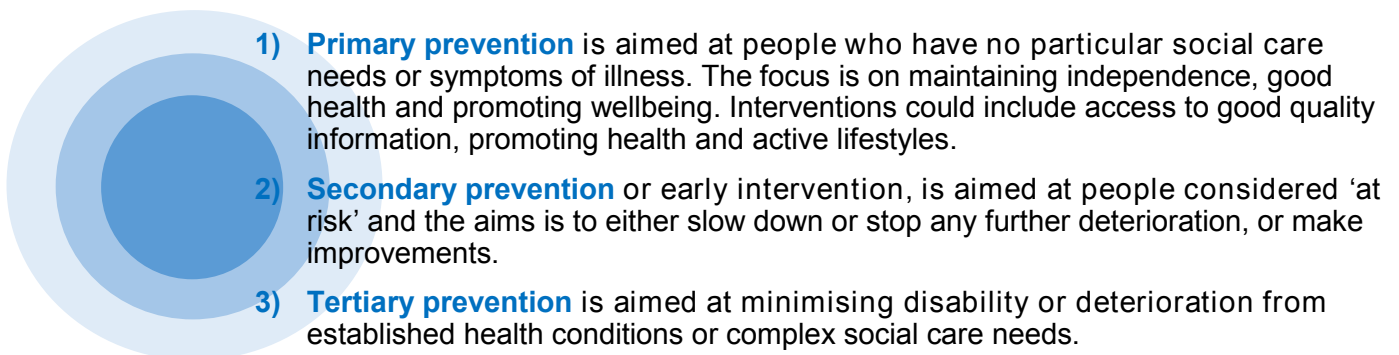 1) Primary prevention is aimed at people who have no particular social care
needs or symptoms of illness. The focus is on maintaining independence, good
health and promoting wellbeing. Interventions could include access to good quality
information, promoting health and active lifestyles.
2) Secondary prevention or early intervention, is aimed at people considered ‘at
risk’ and the aims is to either slow down or stop any further deterioration, or make
improvements.
3) Tertiary prevention is aimed at minimising disability or deterioration from
established health conditions or complex social care needs.